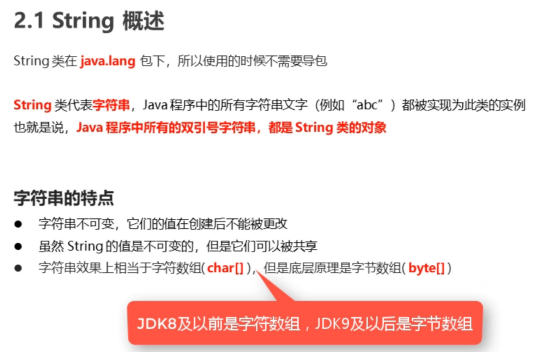 2.1 String 概述
String 类在 java.lang 包下，所以使用的时候不需要导包
String 类代表字符串，Java 程序中的所有字符串文字（例如“abc”）都被实现为此类的实例
也就是说，Java 程序中所有的双引号字符串，都是 String 类的对象
字符串的特点
● 字符串不可变，它们的值在创建后不能被更改
● 虽然 String 的值是不可变的，但是它们可以被共享
● 字符串效果上相当于字符数组( char[] )，但是底层原理是字节数组( byte[] )
JDK8及以前是字符数组，JDK9及以后是字节数组